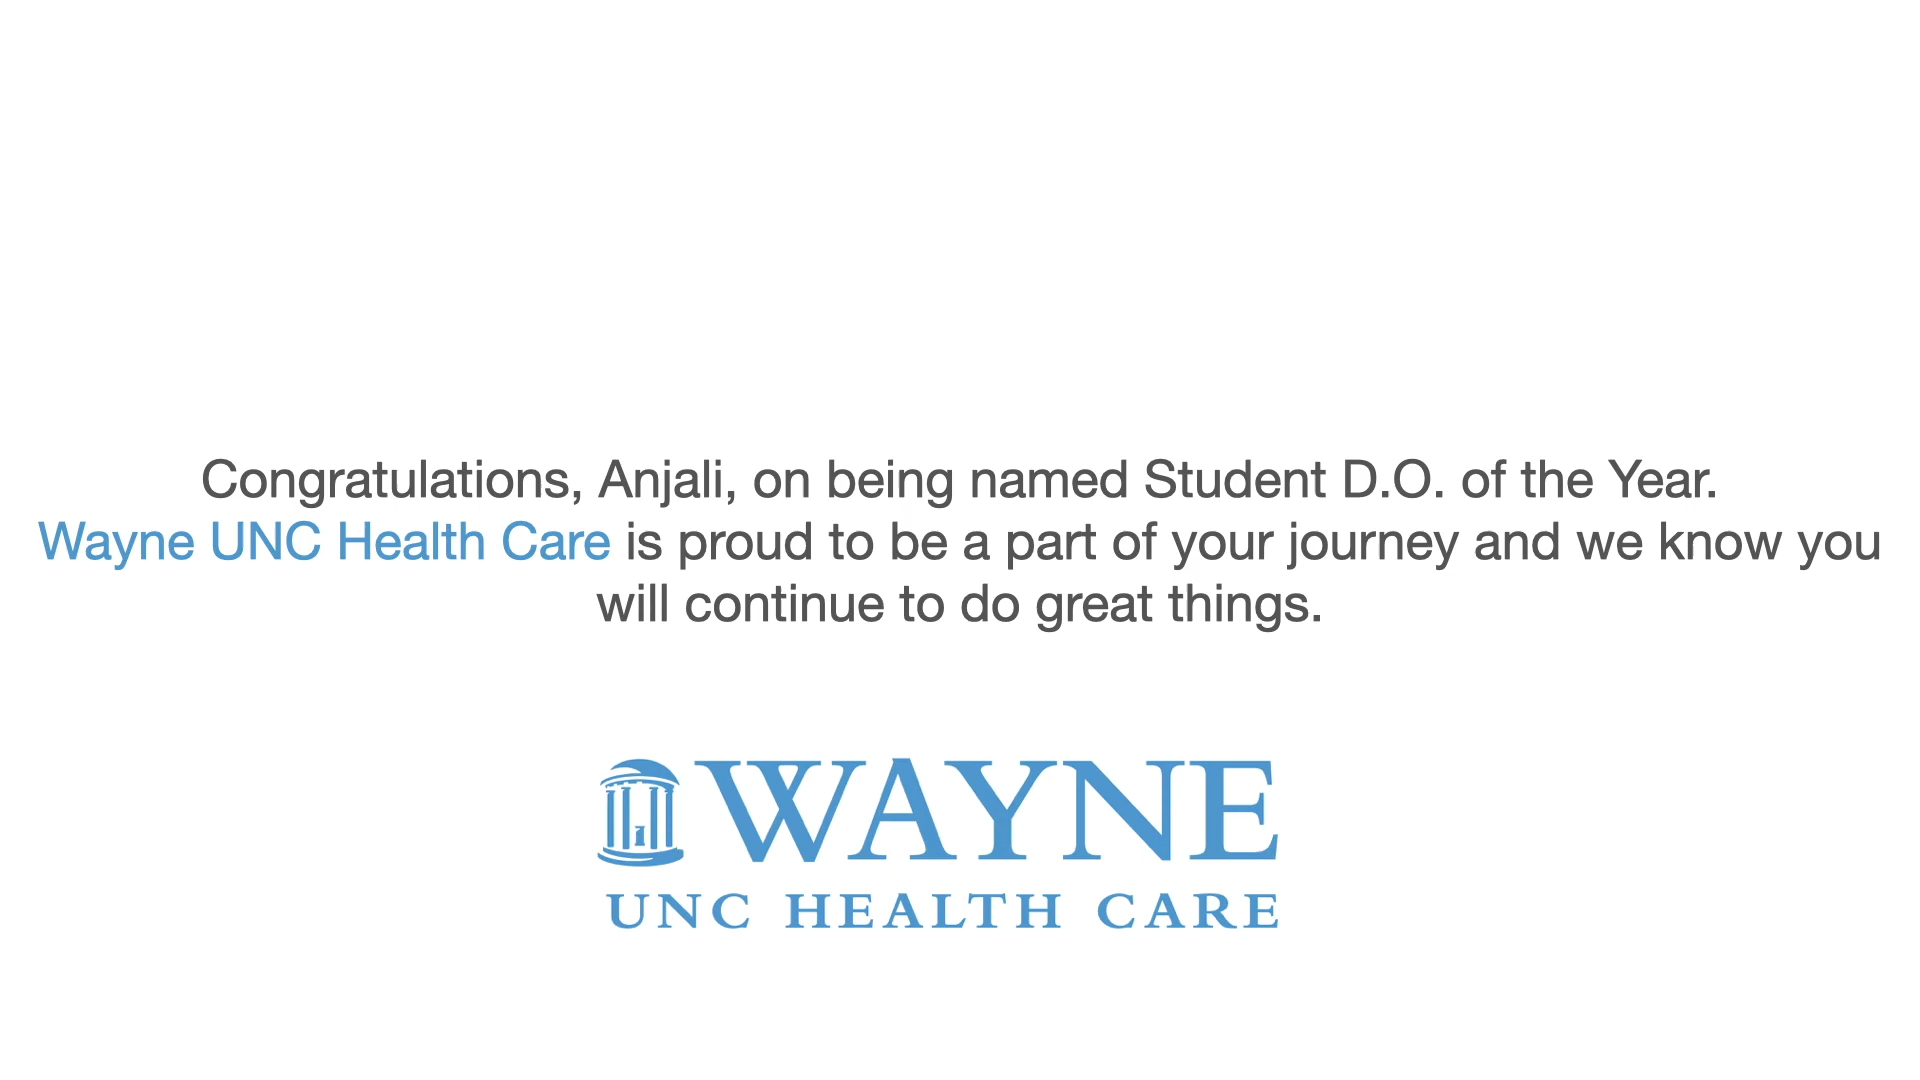 Congratulations, Anjali, on being named Student D.O. of the Year.
Wayne UNC Health Care is proud to be a part of your journey and we know you
will continue to do great things.
WAYNE
UNC HEALTH CARE